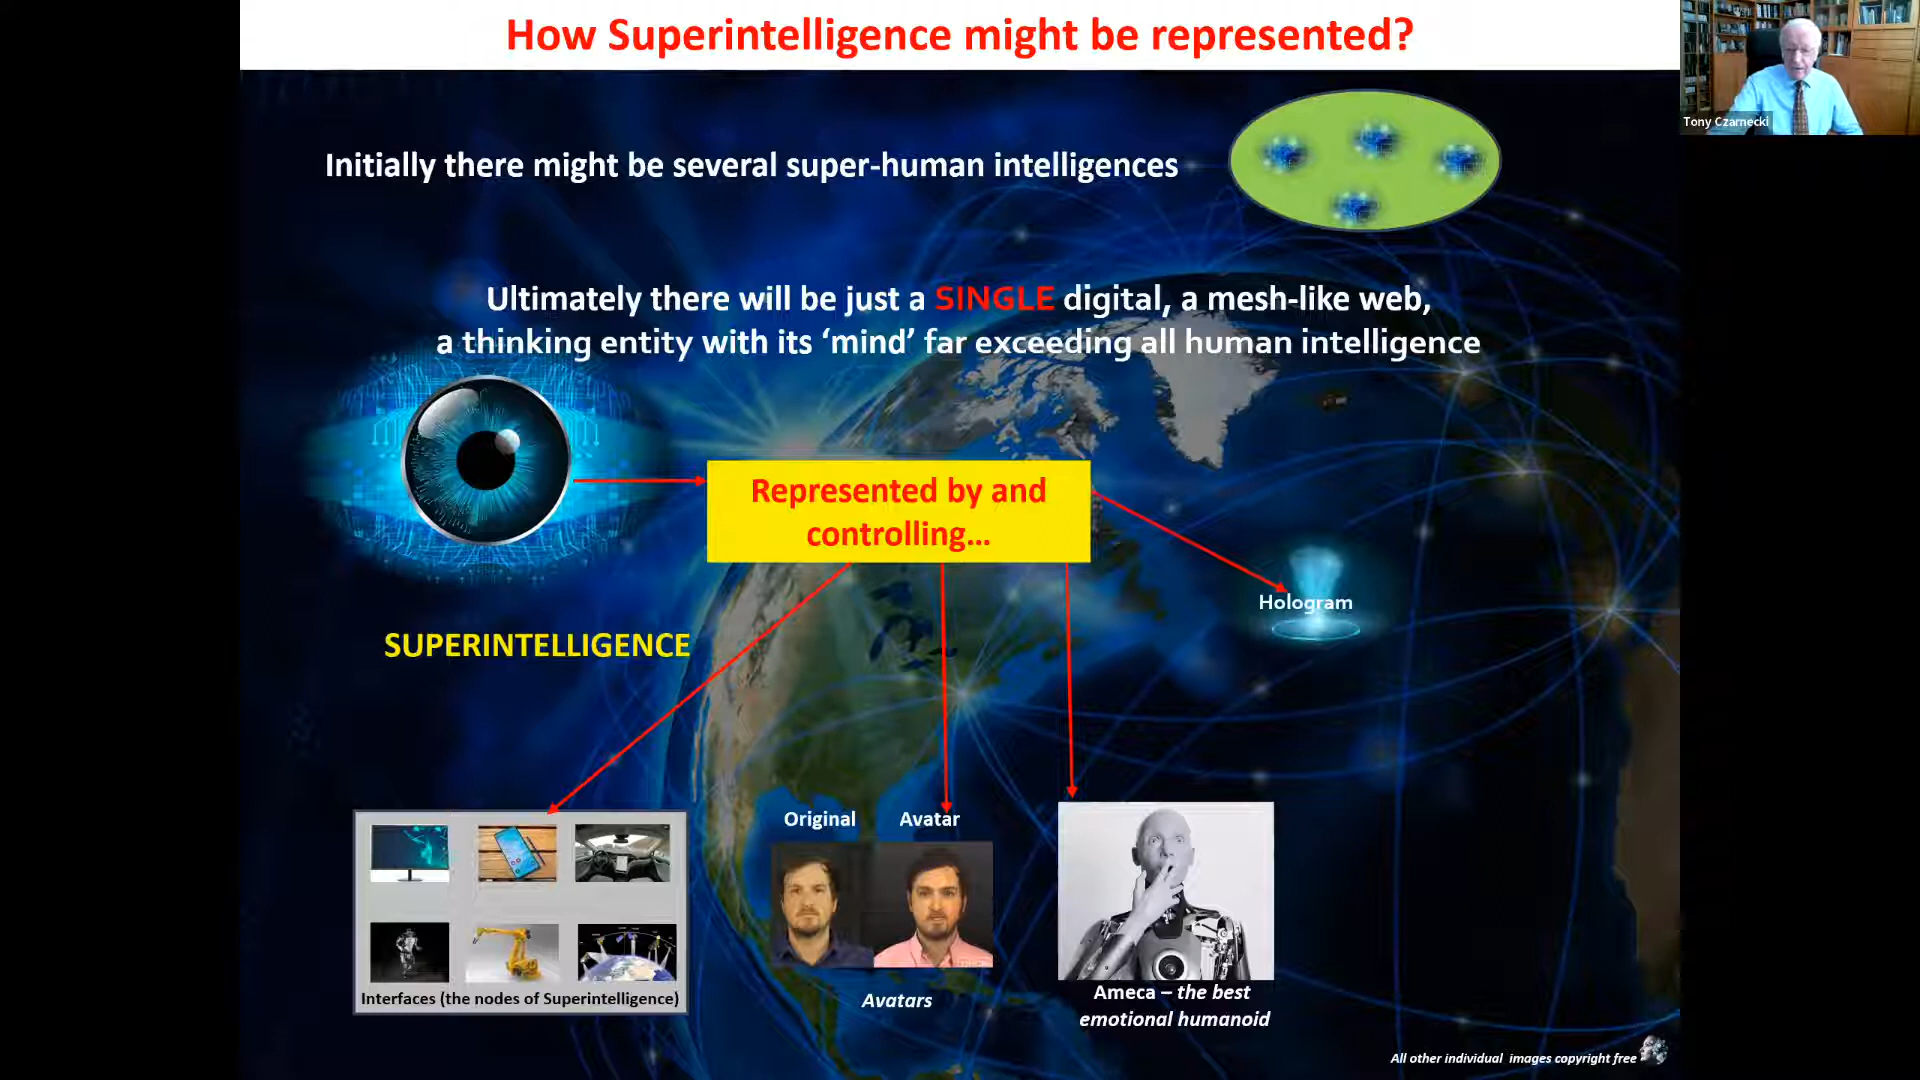 How Superintelligence might be represented?
Tony Czarnecki
Initially there might be several super-human intelligences
Ultimately there will be just a SINGLE digital, a mesh-like web,
a thinking entity with its ‘mind’ far exceeding all human intelligence
Represented by and
controlling...
Hologram
SUPERINTELLIGENCE
Original
Avatar
Interfaces (the nodes of Superintelligence)
Avatars
Ameca – the best
emotional humanoid
All other individual images copyright free